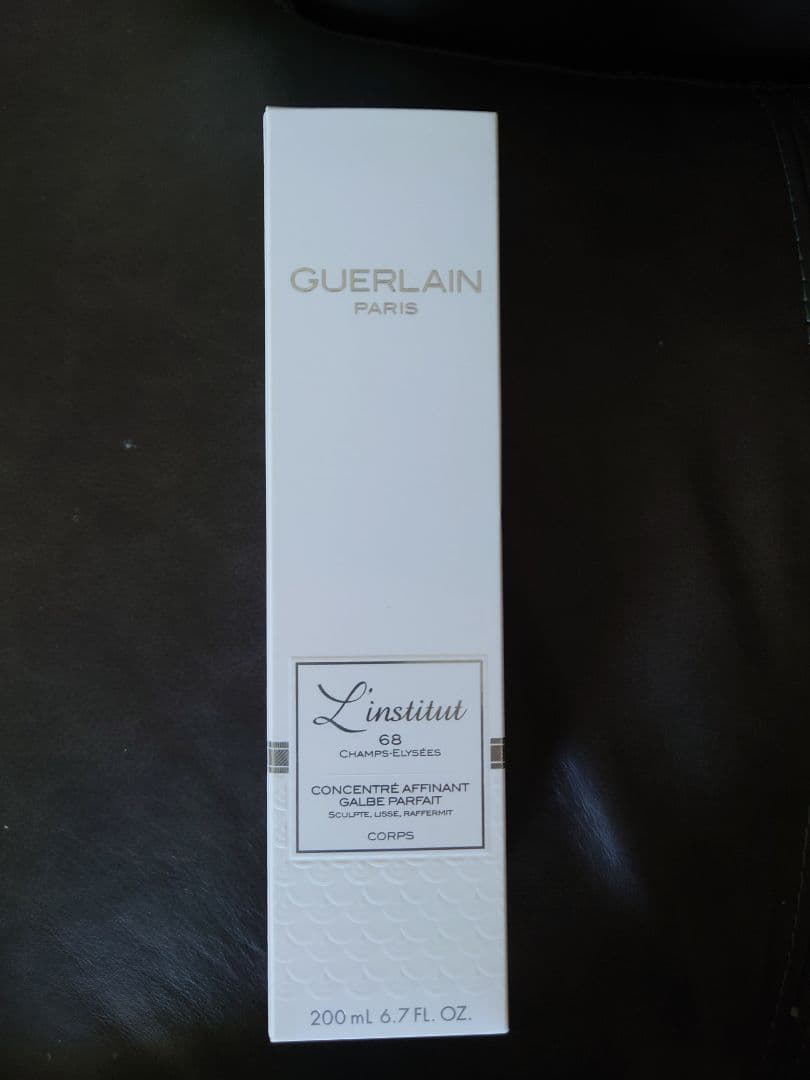 GUERLAIN
PARIS
L'institut
68
CHAMPS-ELYSÉES
CONCENTRÉ AFFINANT
GALBE PARFAIT
SCULPTE, LISSE, RAFFERMIT
CORPS
200 mL 6.7 FL. OZ.